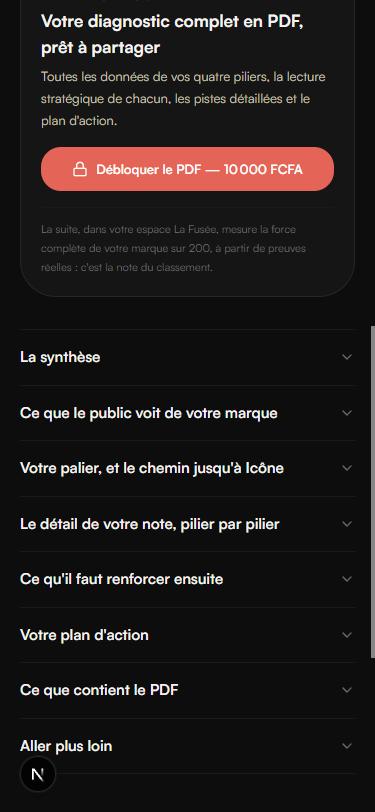 Votre diagnostic complet en PDF,
prêt à partager
Toutes les données de vos quatre piliers, la lecture
stratégique de chacun, les pistes détaillées et le
plan d'action.
Débloquer le PDF — 10 000 FCFA
La suite, dans votre espace La Fusée, mesure la force
complète de votre marque sur 200, à partir de preuves
réelles : c'est la note du classement.
La synthèse
Ce que le public voit de votre marque
Votre palier, et le chemin jusqu'à Icône
Le détail de votre note, pilier par pilier
Ce qu'il faut renforcer ensuite
Votre plan d'action
Ce que contient le PDF
Aller plus loin
N